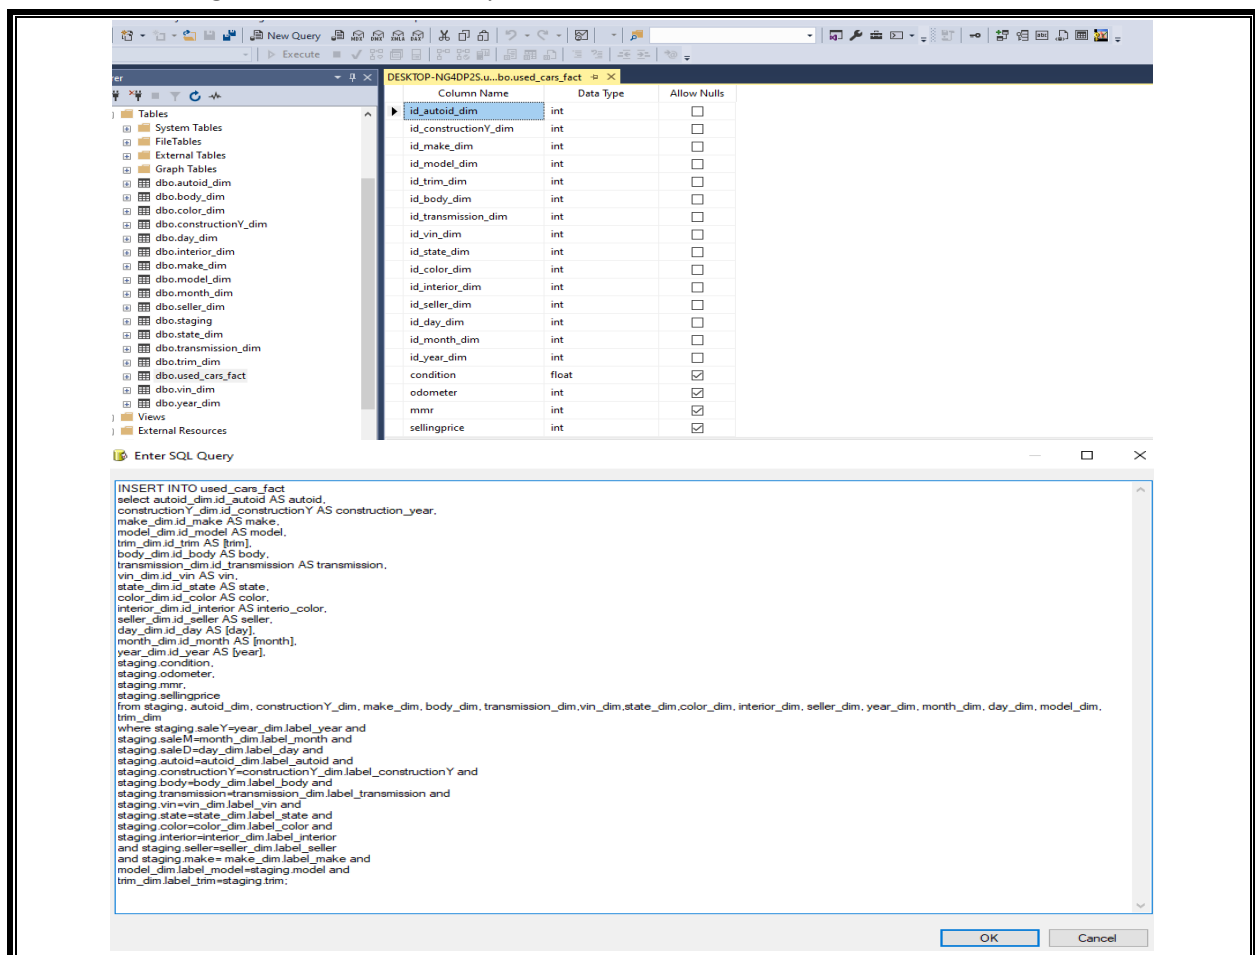 New Query MDX DMX XMLA DAX
Execute
er
DESKTOP-NG4DP2S.u...bo.used_cars_fact
Tables
System Tables
FileTables
External Tables
Graph Tables
dbo.autoid_dim
dbo.body_dim
dbo.color_dim
dbo.constructionY_dim
dbo.day_dim
dbo.interior_dim
dbo.make_dim
dbo.model_dim
dbo.month_dim
dbo.seller_dim
dbo.staging
dbo.state_dim
dbo.transmission_dim
dbo.trim_dim
dbo.used_cars_fact
dbo.vin_dim
dbo.year_dim
Views
External Resources
Column Name Data Type Allow Nulls
id_autoid_dim int
id_constructionY_dim int
id_make_dim int
id_model_dim int
id_trim_dim int
id_body_dim int
id_transmission_dim int
id_vin_dim int
id_state_dim int
id_color_dim int
id_interior_dim int
id_seller_dim int
id_day_dim int
id_month_dim int
id_year_dim int
condition float
odometer int
mmr int
sellingprice int
Enter SQL Query
INSERT INTO used_cars_fact
select autoid_dim.id_autoid AS autoid,
constructionY_dim.id_constructionY AS construction_year,
make_dim.id_make AS make,
model_dim.id_model AS model,
trim_dim.id_trim AS [trim],
body_dim.id_body AS body,
transmission_dim.id_transmission AS transmission,
vin_dim.id_vin AS vin,
state_dim.id_state AS state,
color_dim.id_color AS color,
interior_dim.id_interior AS interio_color,
seller_dim.id_seller AS seller,
day_dim.id_day AS [day],
month_dim.id_month AS [month],
year_dim.id_year AS [year],
staging.condition,
staging.odometer,
staging.mmr,
staging.sellingprice
from staging, autoid_dim, constructionY_dim, make_dim, body_dim, transmission_dim,vin_dim,state_dim,color_dim, interior_dim, seller_dim, year_dim, month_dim, day_dim, model_dim,
trim_dim
where staging.saleY=year_dim.label_year and
staging.saleM=month_dim.label_month and
staging.saleD=day_dim.label_day and
staging.autoid=autoid_dim.label_autoid and
staging.constructionY=constructionY_dim.label_constructionY and
staging.body=body_dim.label_body and
staging.transmission=transmission_dim.label_transmission and
staging.vin=vin_dim.label_vin and
staging.state=state_dim.label_state and
staging.color=color_dim.label_color and
staging.interior=interior_dim.label_interior
and staging.seller=seller_dim.label_seller
and staging.make= make_dim.label_make and
model_dim.label_model=staging.model and
trim_dim.label_trim=staging.trim;
OK Cancel